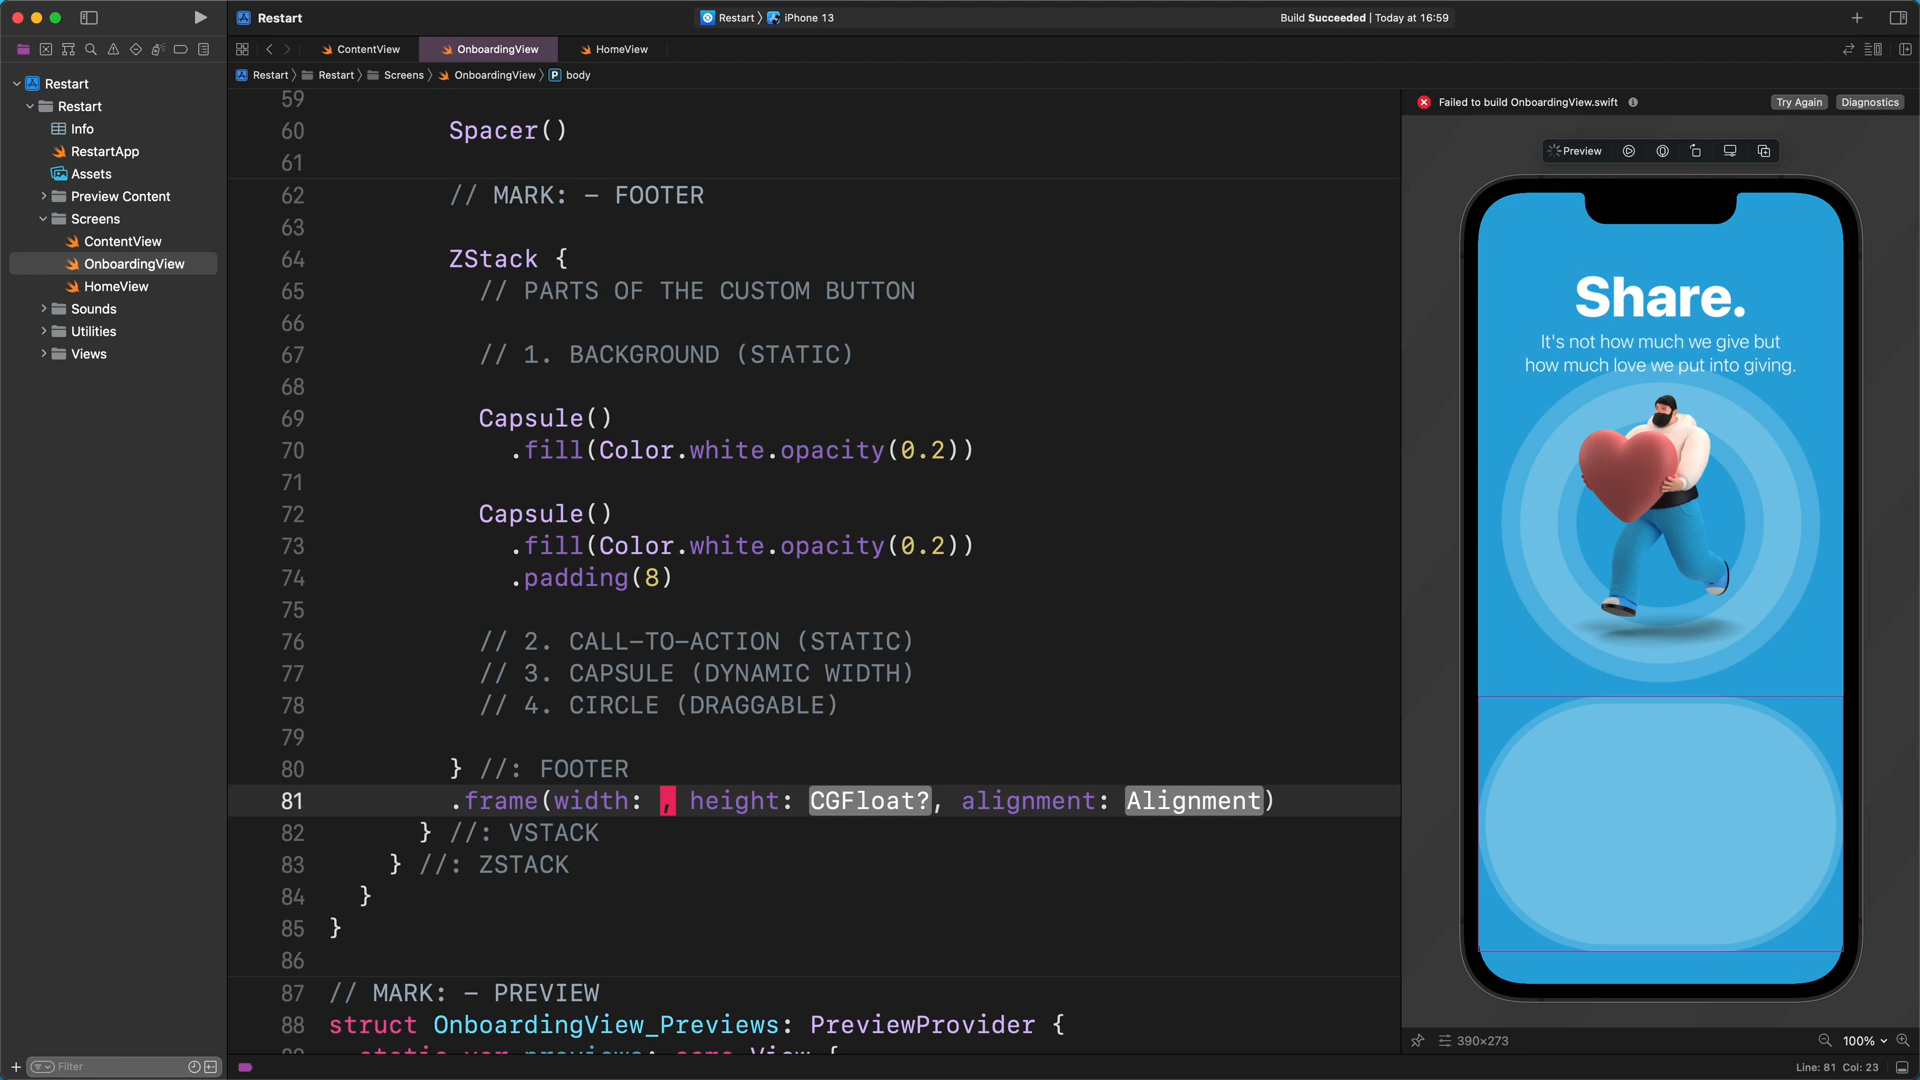 Restart
Restart
iPhone 13
Build Succeeded | Today at 16:59
ContentView
OnboardingView
HomeView
Restart
Restart
Screens
OnboardingView
P
body
Restart
Restart
Info
RestartApp
Assets
Preview Content
Screens
ContentView
OnboardingView
HomeView
Sounds
Utilities
Views
Filter
59
60 Spacer()
61
62 // MARK: - FOOTER
63
64 ZStack {
65 // PARTS OF THE CUSTOM BUTTON
66
67 // 1. BACKGROUND (STATIC)
68
69 Capsule()
70 .fill(Color.white.opacity(0.2))
71
72 Capsule()
73 .fill(Color.white.opacity(0.2))
74 .padding(8)
75
76 // 2. CALL-TO-ACTION (STATIC)
77 // 3. CAPSULE (DYNAMIC WIDTH)
78 // 4. CIRCLE (DRAGGABLE)
79
80 } //: FOOTER
81 .frame(width: , height: CGFloat?, alignment: Alignment)
82 } //: VSTACK
83 } //: ZSTACK
84 }
85 }
86
87 // MARK: - PREVIEW
88 struct OnboardingView_Previews: PreviewProvider {
static var previews: some View {
Failed to build OnboardingView.swift
Try Again
Diagnostics
Preview
Share.
It's not how much we give but
how much love we put into giving.
390×273
100%
Line: 81 Col: 23